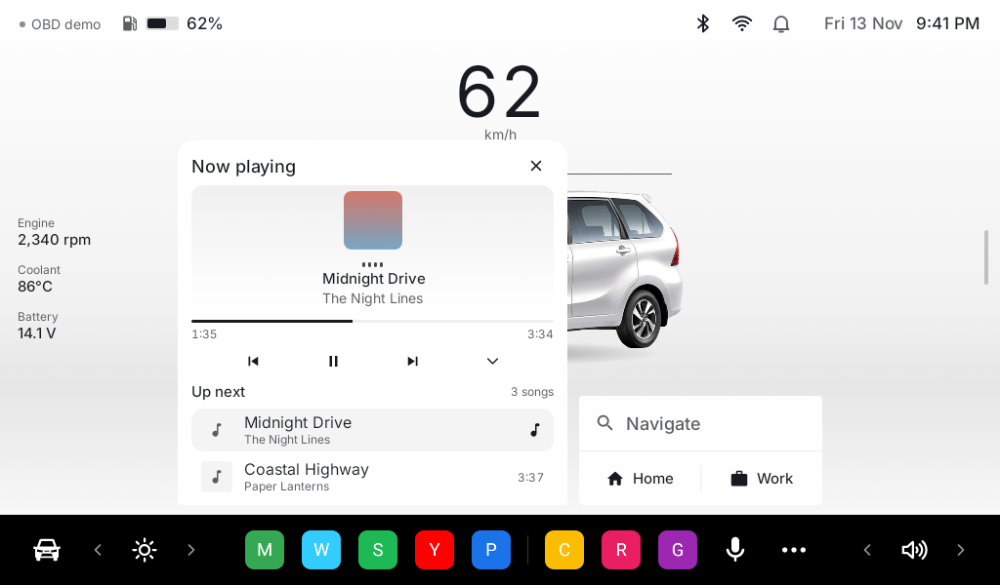 OBD demo
62%
Fri 13 Nov
9:41 PM
62
km/h
Engine
2,340 rpm
Coolant
86°C
Battery
14.1 V
Now playing
Midnight Drive
The Night Lines
1:35
3:34
Up next
3 songs
Midnight Drive
The Night Lines
Coastal Highway
Paper Lanterns
3:37
Navigate
Home
Work
M
W
S
Y
P
C
R
G